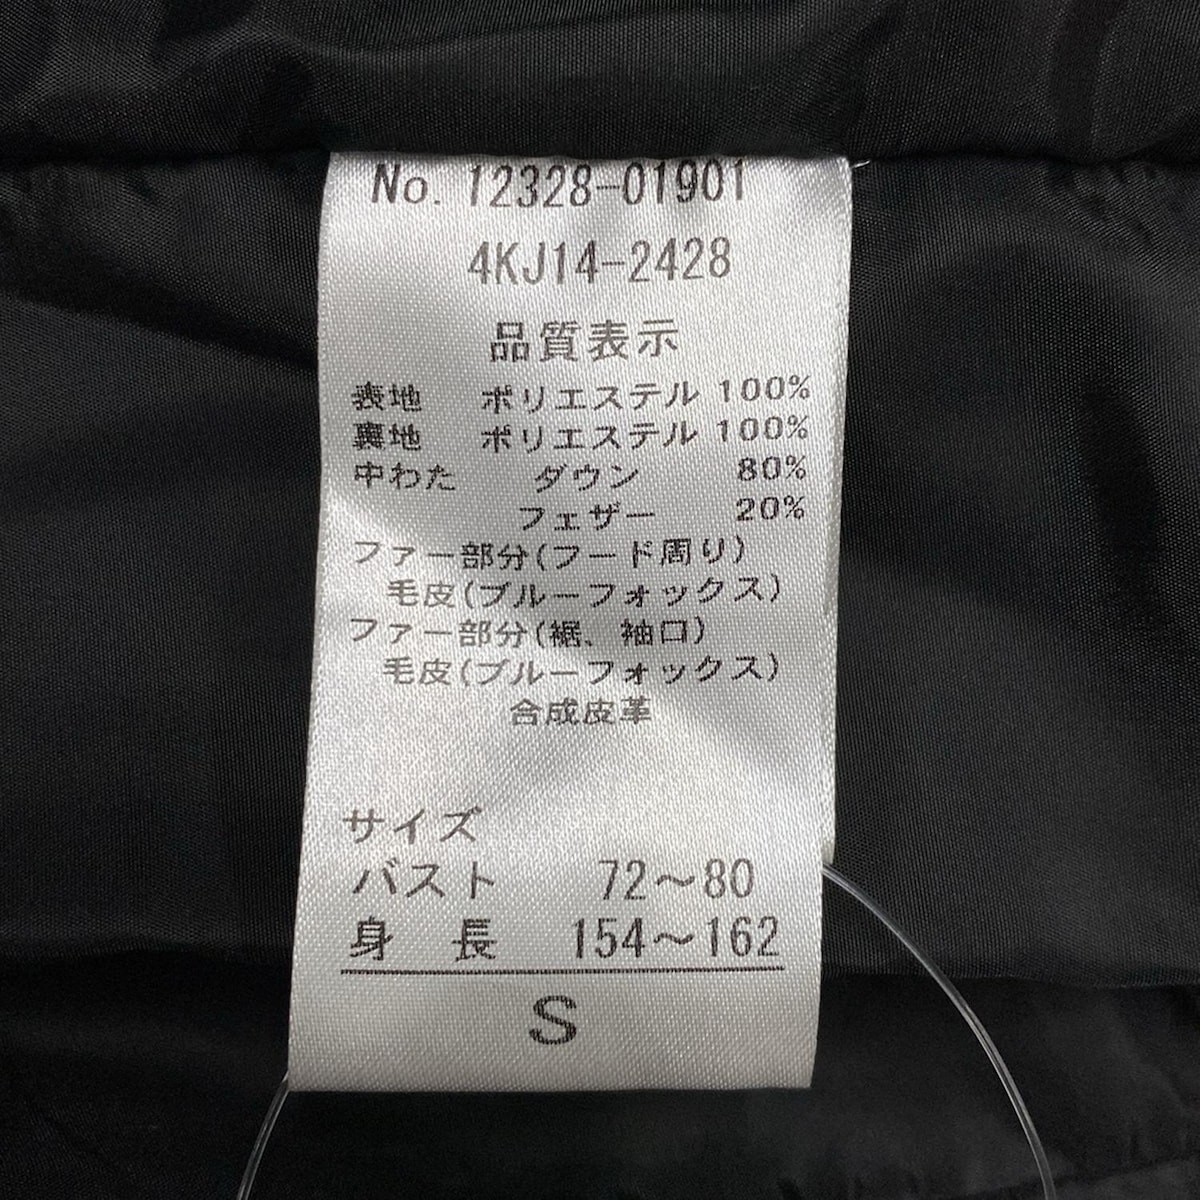 No. 12328-01901
4KJ14-2428
品質表示
表地 ポリエステル 100%
裏地 ポリエステル 100%
中わた ダウン 80%
フェザー 20%
ファー部分(フード周り)
毛皮(ブルーフォックス)
ファー部分(裾、袖口)
毛皮(ブルーフォックス)
合成皮革
サイズ
バスト 72～80
身 長 154～162
S